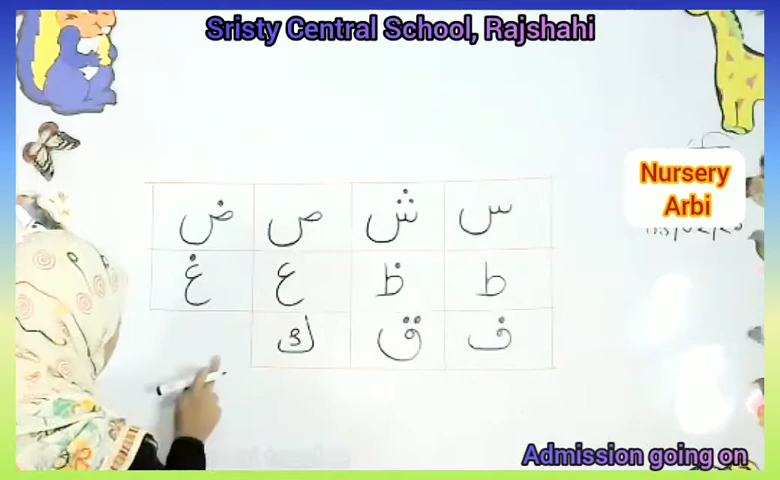 Sristy Central School, Rajshahi
Nursery
Arbi
س ش ص ض
ط ظ ع غ
ف ق ك
Admission going on